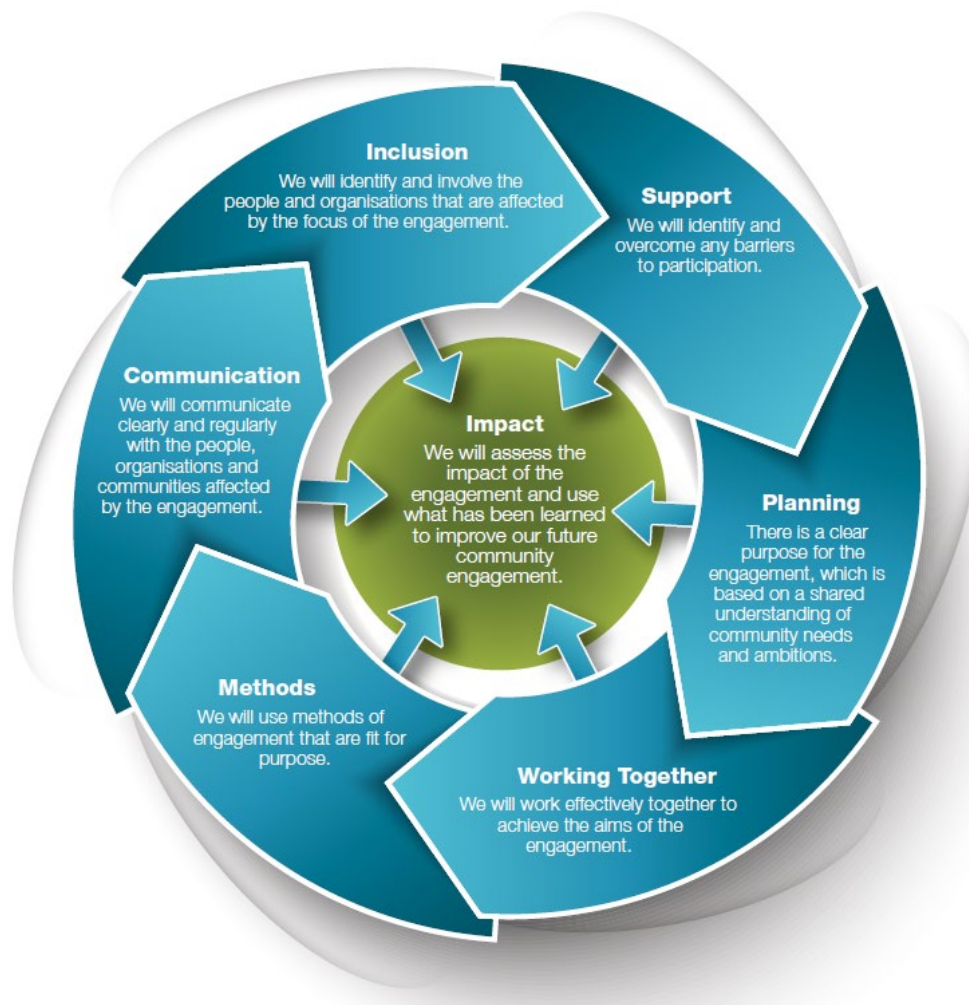 Inclusion
We will identify and involve the
people and organisations that are affected
by the focus of the engagement.
Support
We will identify and
overcome any barriers
to participation.
Planning
There is a clear
purpose for the
engagement, which is
based on a shared
understanding of
community needs
and ambitions.
Working Together
We will work effectively together to
achieve the aims of the
engagement.
Methods
We will use methods of
engagement that are fit for
purpose.
Communication
We will communicate
clearly and regularly
with the people,
organisations and
communities affected
by the engagement.
Impact
We will assess the
impact of the
engagement and use
what has been learned
to improve our future
community
engagement.